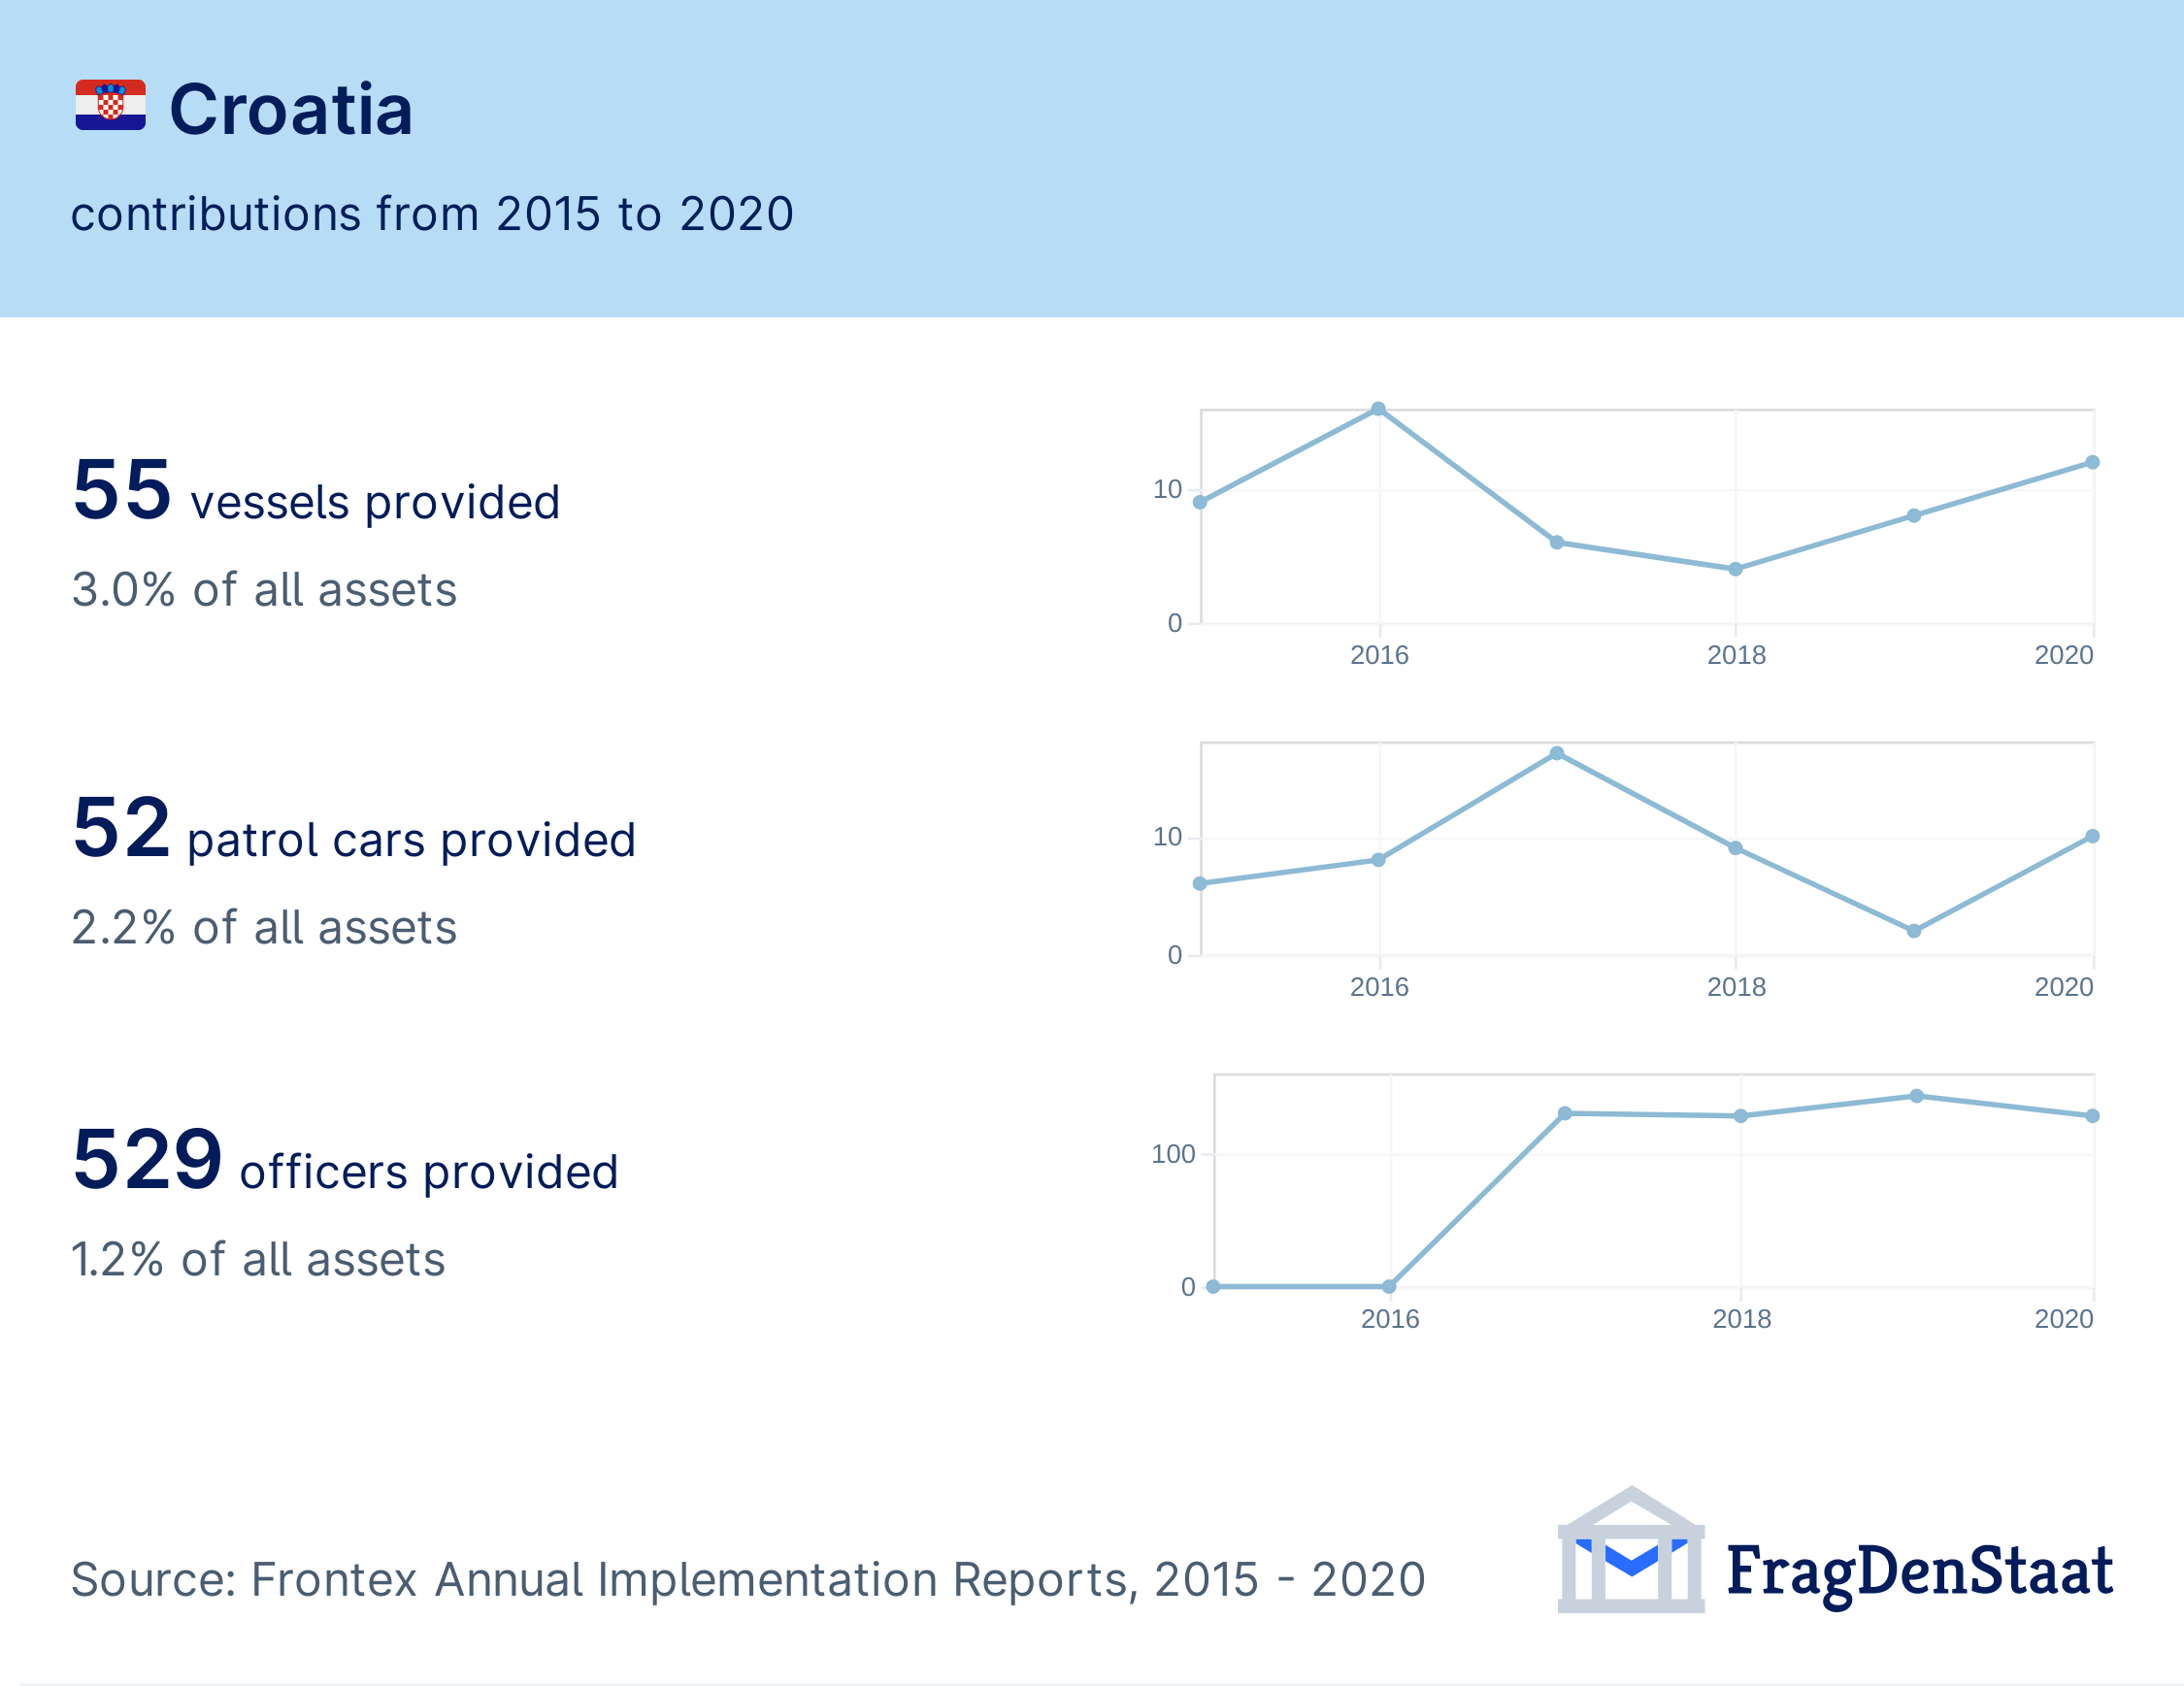 Croatia
contributions from 2015 to 2020
55 vessels provided
3.0% of all assets
10
0
2016 2018 2020
52 patrol cars provided
2.2% of all assets
10
0
2016 2018 2020
529 officers provided
1.2% of all assets
100
0
2016 2018 2020
Source: Frontex Annual Implementation Reports, 2015 - 2020
FragDenStaat